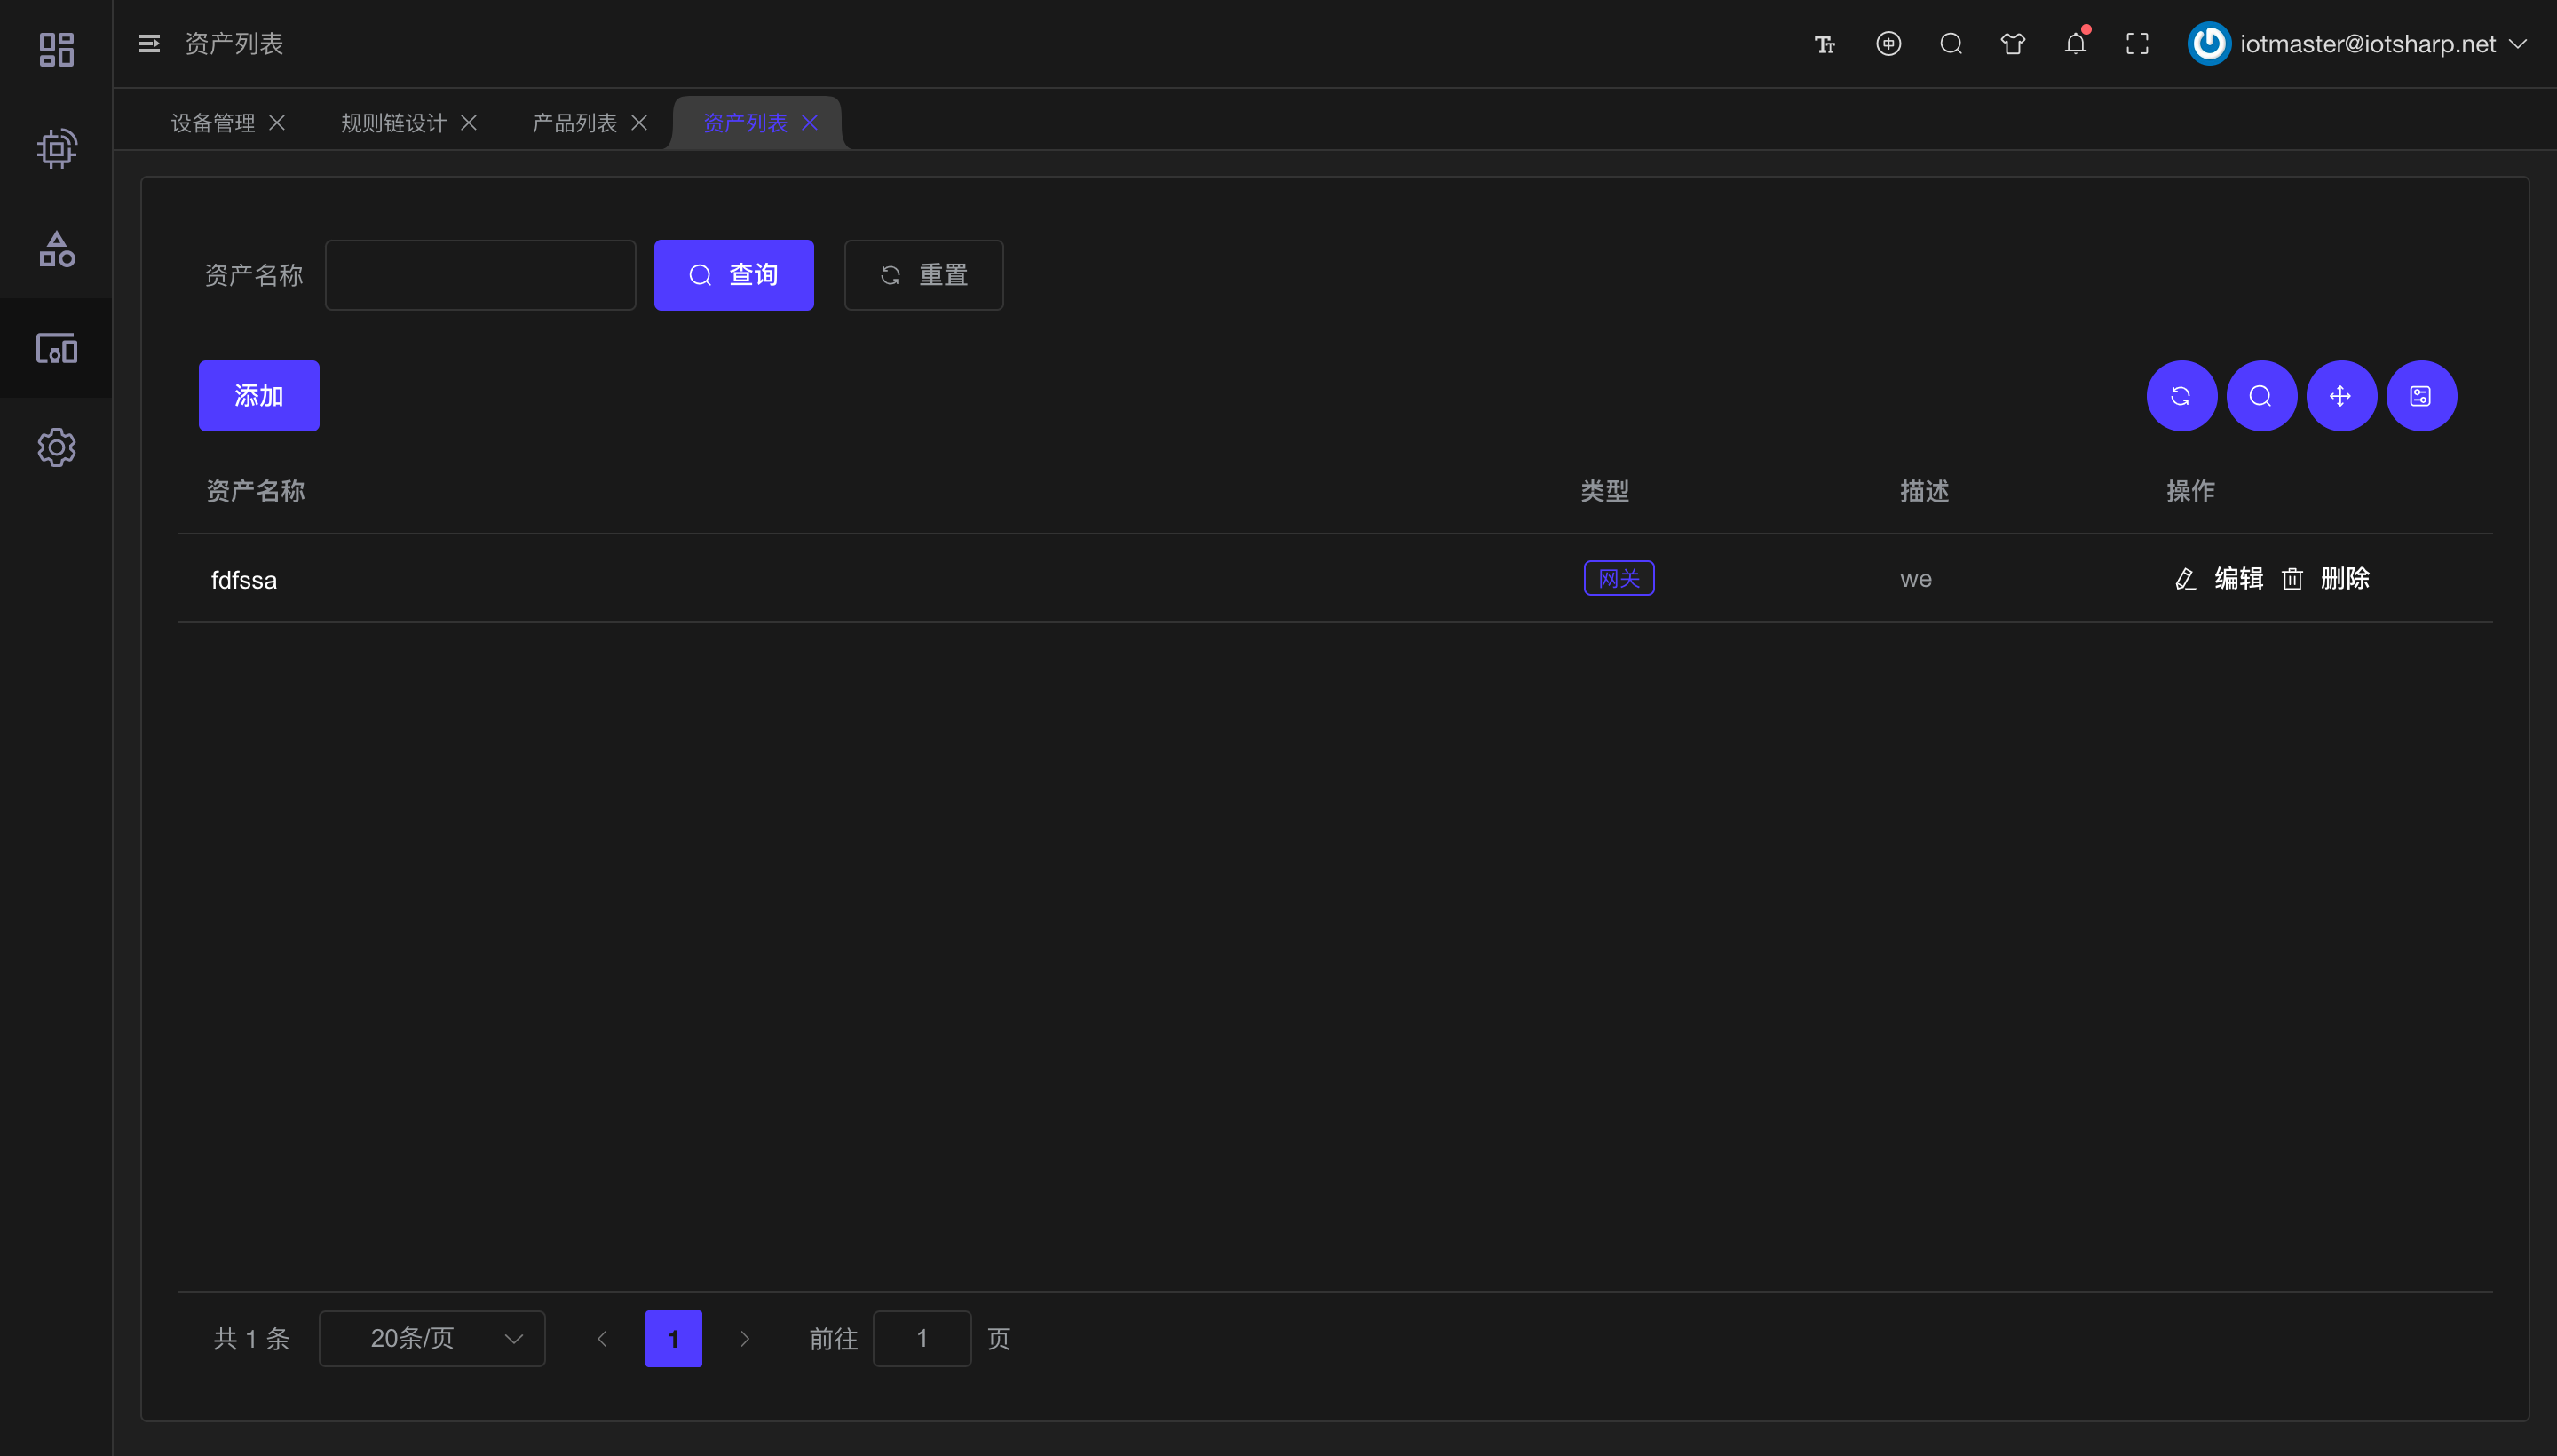 资产列表
iotmaster@iotsharp.net
设备管理 规则链设计 产品列表 资产列表
资产名称 查询 重置
添加
资产名称 类型 描述 操作
fdfssa 网关 we 编辑 删除
共 1 条 20条/页 1 前往 1 页